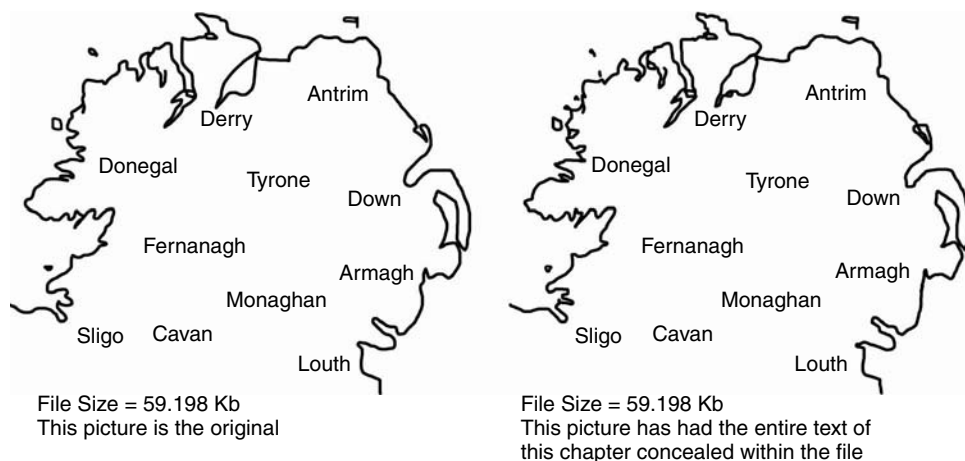 Antrim
Derry
Donegal
Tyrone
Down
Fernanagh
Armagh
Monaghan
Sligo
Cavan
Louth
File Size = 59.198 Kb
This picture is the original
Antrim
Derry
Donegal
Tyrone
Down
Fernanagh
Armagh
Monaghan
Sligo
Cavan
Louth
File Size = 59.198 Kb
This picture has had the entire text of
this chapter concealed within the file